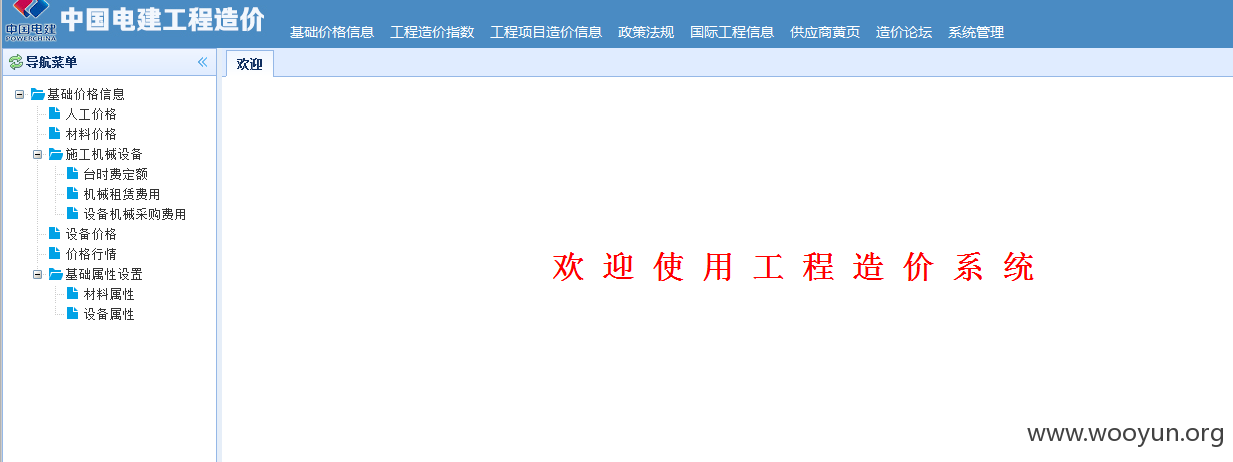 中国电建
POWERCHINA
中国电建工程造价
基础价格信息 工程造价指数 工程项目造价信息 政策法规 国际工程信息 供应商黄页 造价论坛 系统管理
导航菜单
欢迎
基础价格信息
人工价格
材料价格
施工机械设备
台时费定额
机械租赁费用
设备机械采购费用
设备价格
价格行情
基础属性设置
材料属性
设备属性
欢迎使用工程造价系统
www.wooyun.org